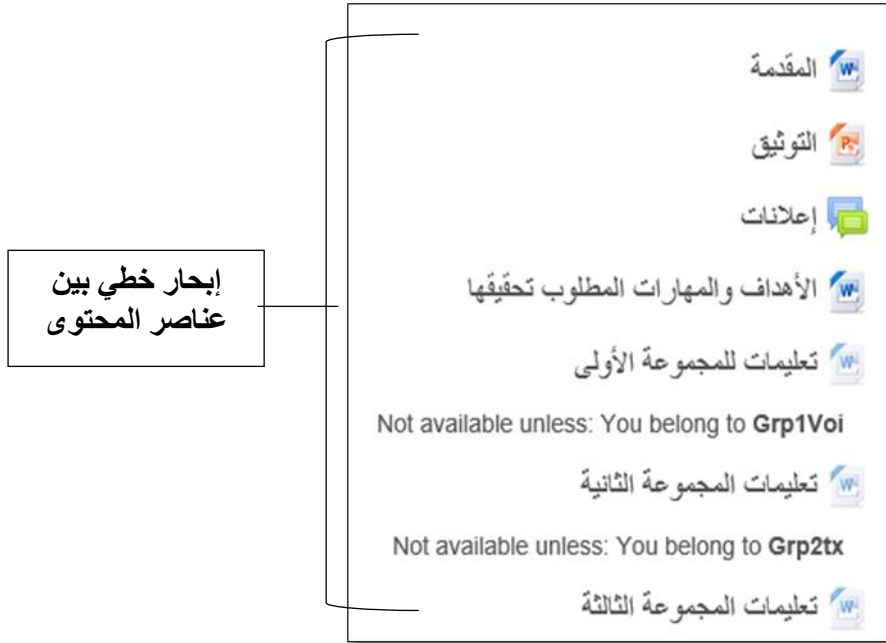 المقدمة
التوثيق
إعلانات
الأهداف والمهارات المطلوب تحقيقها
تعليمات للمجموعة الأولى
Not available unless: You belong to Grp1Voi
تعليمات المجموعة الثانية
Not available unless: You belong to Grp2tx
تعليمات المجموعة الثالثة
إبحار خطي بين
عناصر المحتوى